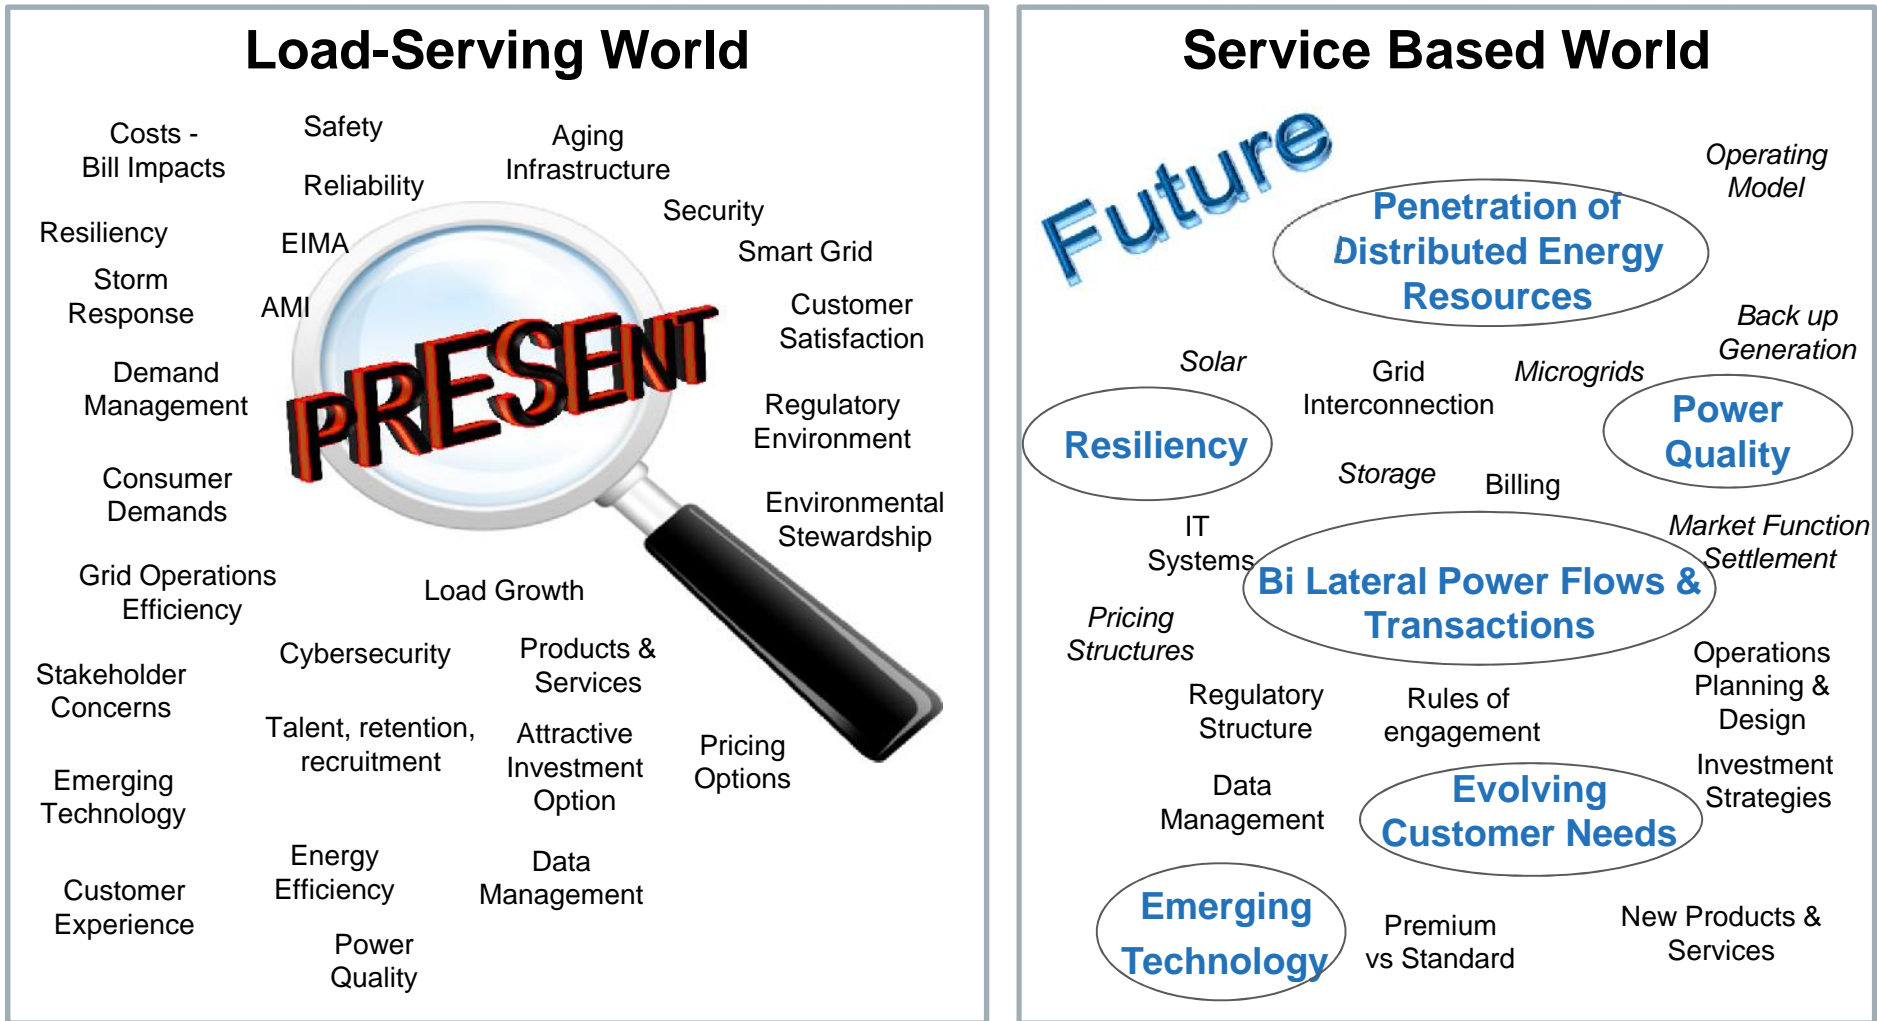 Load-Serving World
Costs -
Bill Impacts
Safety
Aging
Infrastructure
Reliability
Security
Resiliency
EIMA
Smart Grid
Storm
Response
AMI
Customer
Satisfaction
PRESENT
Demand
Management
Regulatory
Environment
Consumer
Demands
Environmental
Stewardship
Grid Operations
Efficiency
Load Growth
Cybersecurity
Products &
Services
Stakeholder
Concerns
Talent, retention,
recruitment
Attractive
Investment
Option
Pricing
Options
Emerging
Technology
Energy
Efficiency
Data
Management
Customer
Experience
Power
Quality
Service Based World
Future
Operating
Model
Penetration of
Distributed Energy
Resources
Back up
Generation
Solar
Grid
Interconnection
Microgrids
Resiliency
Power
Quality
Storage
Billing
IT
Systems
Market Function
Settlement
Bi Lateral Power Flows &
Transactions
Pricing
Structures
Operations
Planning &
Design
Regulatory
Structure
Rules of
engagement
Investment
Strategies
Data
Management
Evolving
Customer Needs
Emerging
Technology
Premium
vs Standard
New Products &
Services